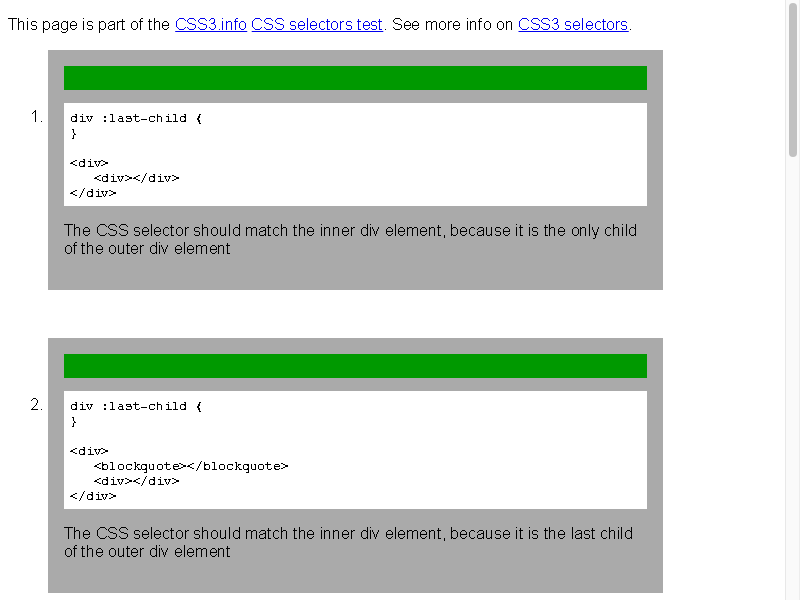 This page is part of the CSS3.info CSS selectors test. See more info on CSS3 selectors.
1.
div :last-child {
}
<div>
<div></div>
</div>
The CSS selector should match the inner div element, because it is the only child
of the outer div element
2.
div :last-child {
}
<div>
<blockquote></blockquote>
<div></div>
</div>
The CSS selector should match the inner div element, because it is the last child
of the outer div element